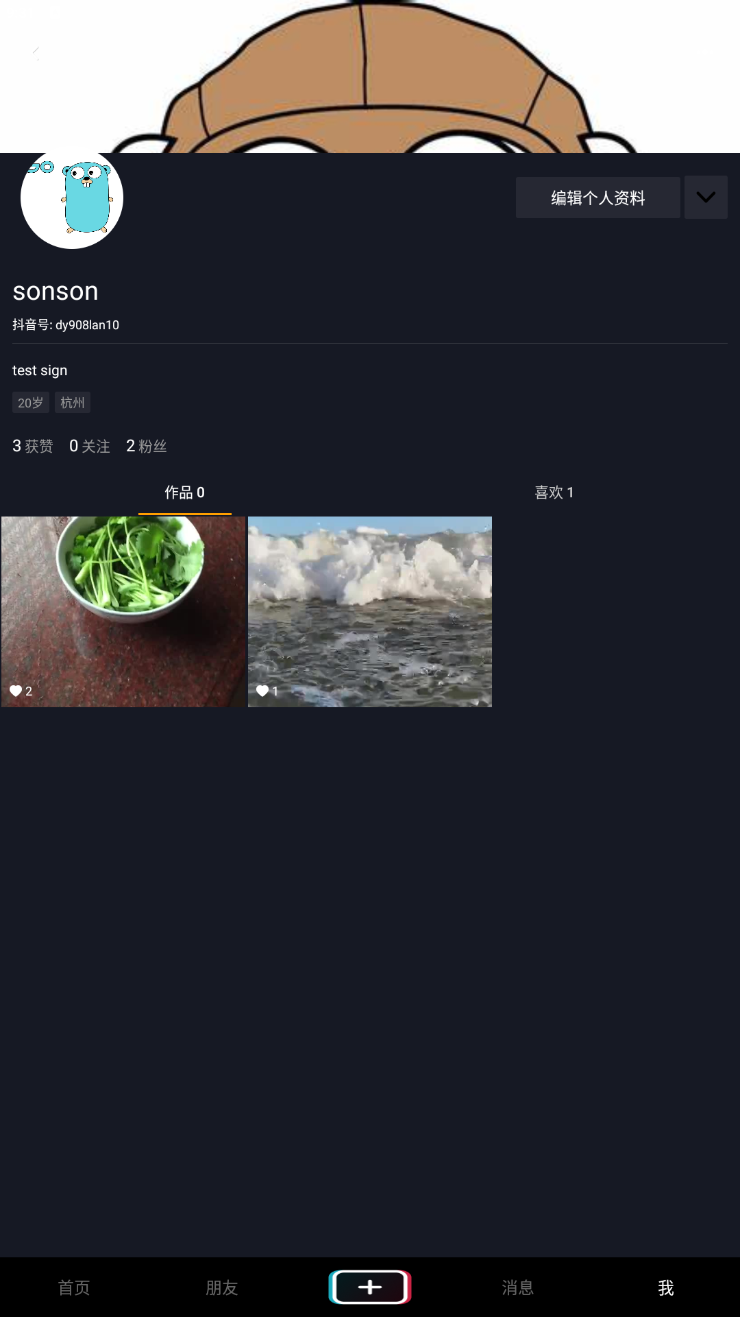 GO
编辑个人资料
sonson
抖音号: dy908lan10
test sign
20岁 杭州
3 获赞 0 关注 2 粉丝
作品 0 喜欢 1
2 1
首页 朋友 消息 我